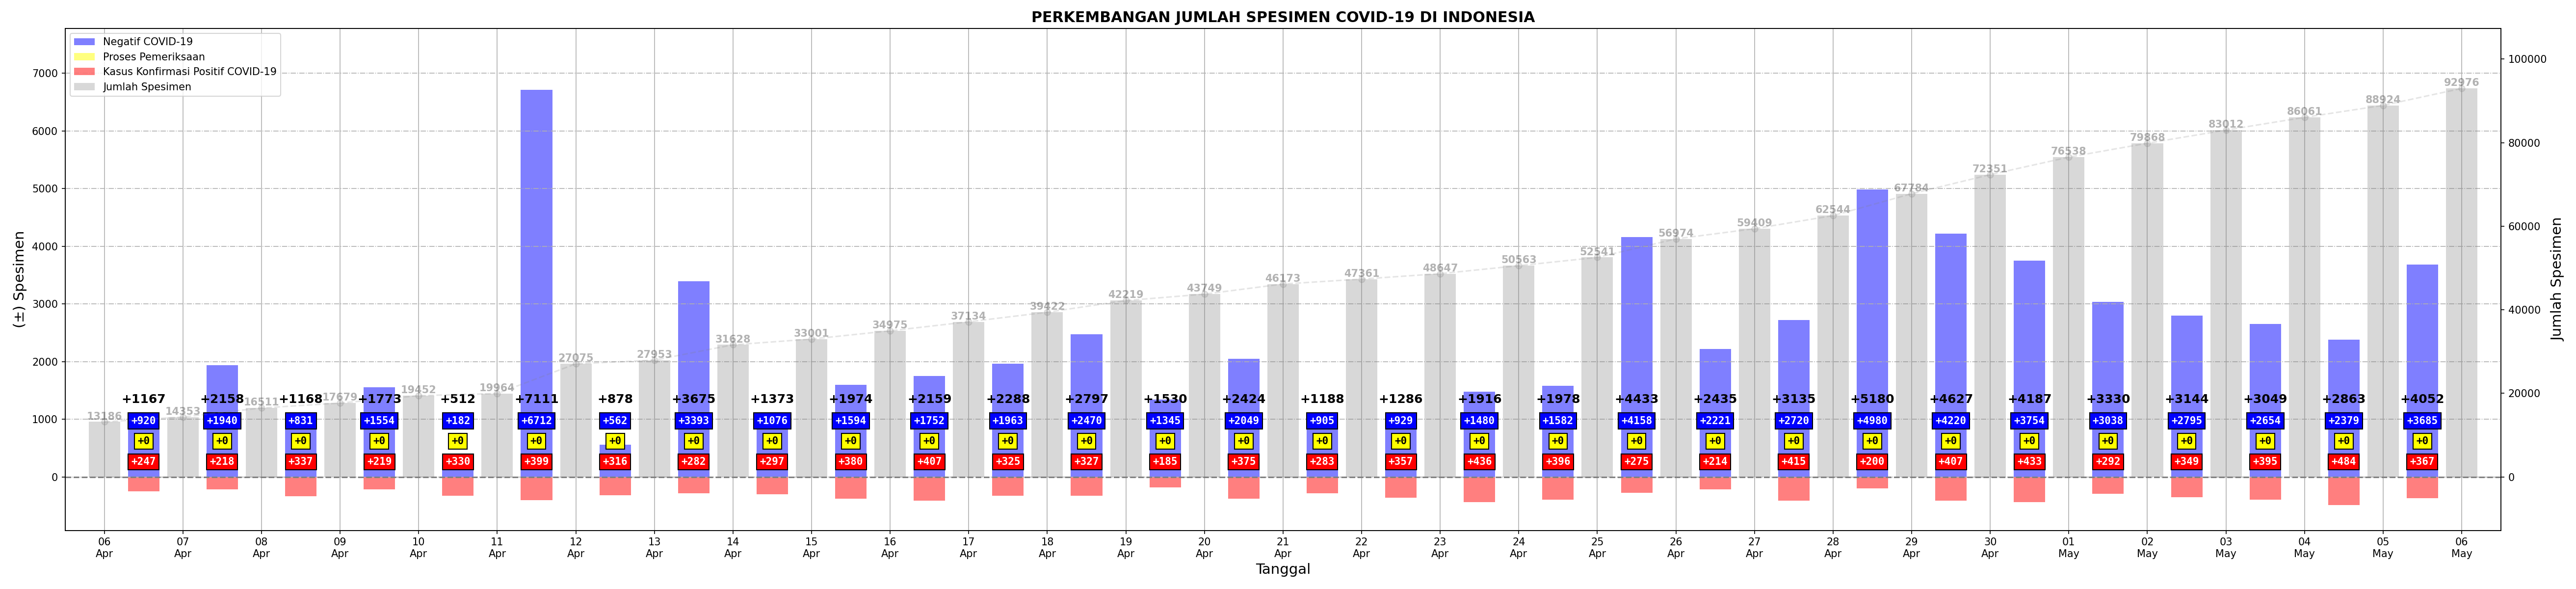 PERKEMBANGAN JUMLAH SPESIMEN COVID-19 DI INDONESIA
Negatif COVID-19
Proses Pemeriksaan
Kasus Konfirmasi Positif COVID-19
Jumlah Spesimen
(±) Spesimen
7000
6000
5000
4000
3000
2000
1000
0
100000
80000
60000
40000
20000
0
Jumlah Spesimen
13186 14353 16511 17679 19452 19964 27075 27953 31628 33001 34975 37134 39422 42219 43749 46173 47361 48647 50563 52541 56974 59409 62544 67784 72351 76538 79868 83012 86061 88924 92976
+1167 +2158 +1168 +1773 +512 +7111 +878 +3675 +1373 +1974 +2159 +2288 +2797 +1530 +2424 +1188 +1286 +1916 +1978 +4433 +2435 +3135 +5180 +4627 +4187 +3330 +3144 +3049 +2863 +4052
+920 +1940 +831 +1554 +182 +6712 +562 +3393 +1076 +1594 +1752 +1963 +2470 +1345 +2049 +905 +929 +1480 +1582 +4158 +2221 +2720 +4980 +4220 +3754 +3038 +2795 +2654 +2379 +3685
+0 +0 +0 +0 +0 +0 +0 +0 +0 +0 +0 +0 +0 +0 +0 +0 +0 +0 +0 +0 +0 +0 +0 +0 +0 +0 +0 +0 +0 +0
+247 +218 +337 +219 +330 +399 +316 +282 +297 +380 +407 +325 +327 +185 +375 +283 +357 +436 +396 +275 +214 +415 +200 +407 +433 +292 +349 +395 +484 +367
06 07 08 09 10 11 12 13 14 15 16 17 18 19 20 21 22 23 24 25 26 27 28 29 30 01 02 03 04 05 06
Apr Apr Apr Apr Apr Apr Apr Apr Apr Apr Apr Apr Apr Apr Apr Apr Apr Apr Apr Apr Apr Apr Apr Apr Apr May May May May May May
Tanggal